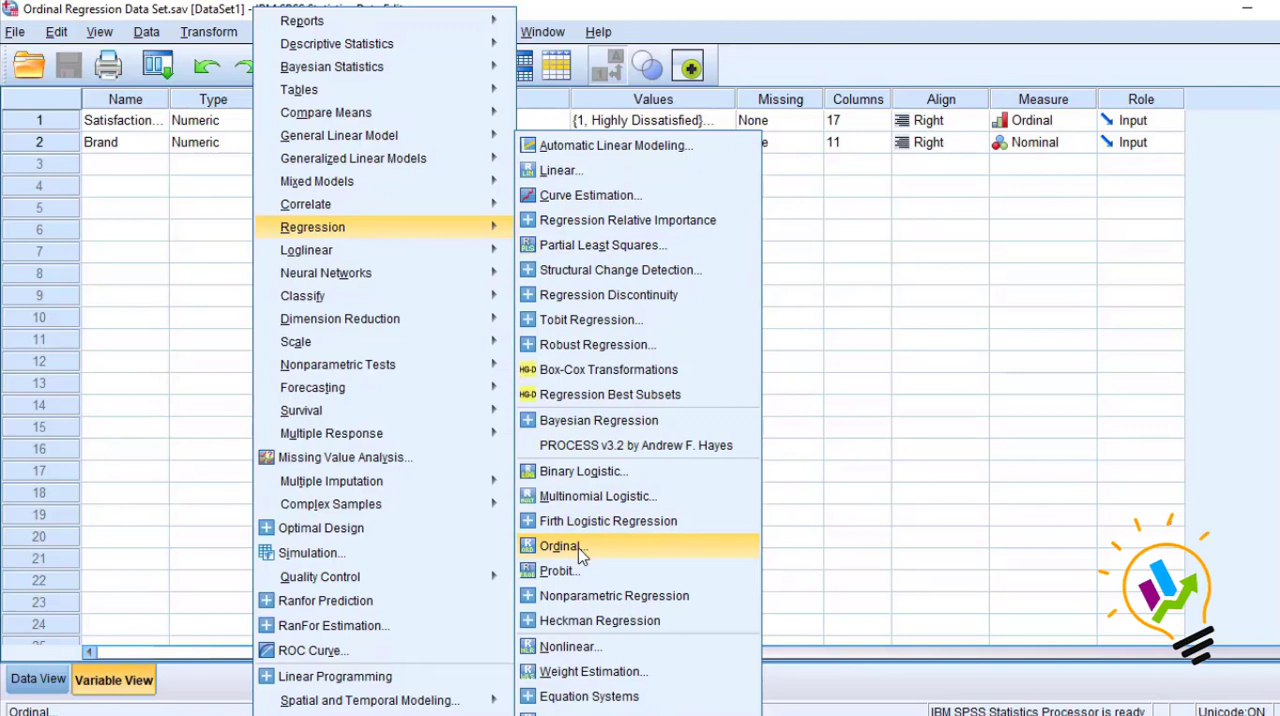 Ordinal Regression Data Set.sav [DataSet1] -
File Edit View Data Transform Window Help
Reports
Descriptive Statistics
Bayesian Statistics
Tables
Compare Means
General Linear Model
Generalized Linear Models
Mixed Models
Correlate
Regression
Loglinear
Neural Networks
Classify
Dimension Reduction
Scale
Nonparametric Tests
Forecasting
Survival
Multiple Response
Missing Value Analysis...
Multiple Imputation
Complex Samples
Optimal Design
Simulation...
Quality Control
Ranfor Prediction
RanFor Estimation...
ROC Curve...
Linear Programming
Spatial and Temporal Modeling...
Automatic Linear Modeling...
Linear...
Curve Estimation...
Regression Relative Importance
Partial Least Squares...
Structural Change Detection...
Regression Discontinuity
Tobit Regression...
Robust Regression...
Box-Cox Transformations
Regression Best Subsets
Bayesian Regression
PROCESS v3.2 by Andrew F. Hayes
Binary Logistic...
Multinomial Logistic...
Firth Logistic Regression
Ordinal...
Probit...
Nonparametric Regression
Heckman Regression
Nonlinear...
Weight Estimation...
Equation Systems
Name Type Values Missing Columns Align Measure Role
1 Satisfaction... Numeric {1, Highly Dissatisfied}... None 17 Right Ordinal Input
2 Brand Numeric 11 Right Nominal Input
3
4
5
6
7
8
9
10
11
12
13
14
15
16
17
18
19
20
21
22
23
24
Data View Variable View
Ordinal... IBM SPSS Statistics Processor is ready Unicode:ON